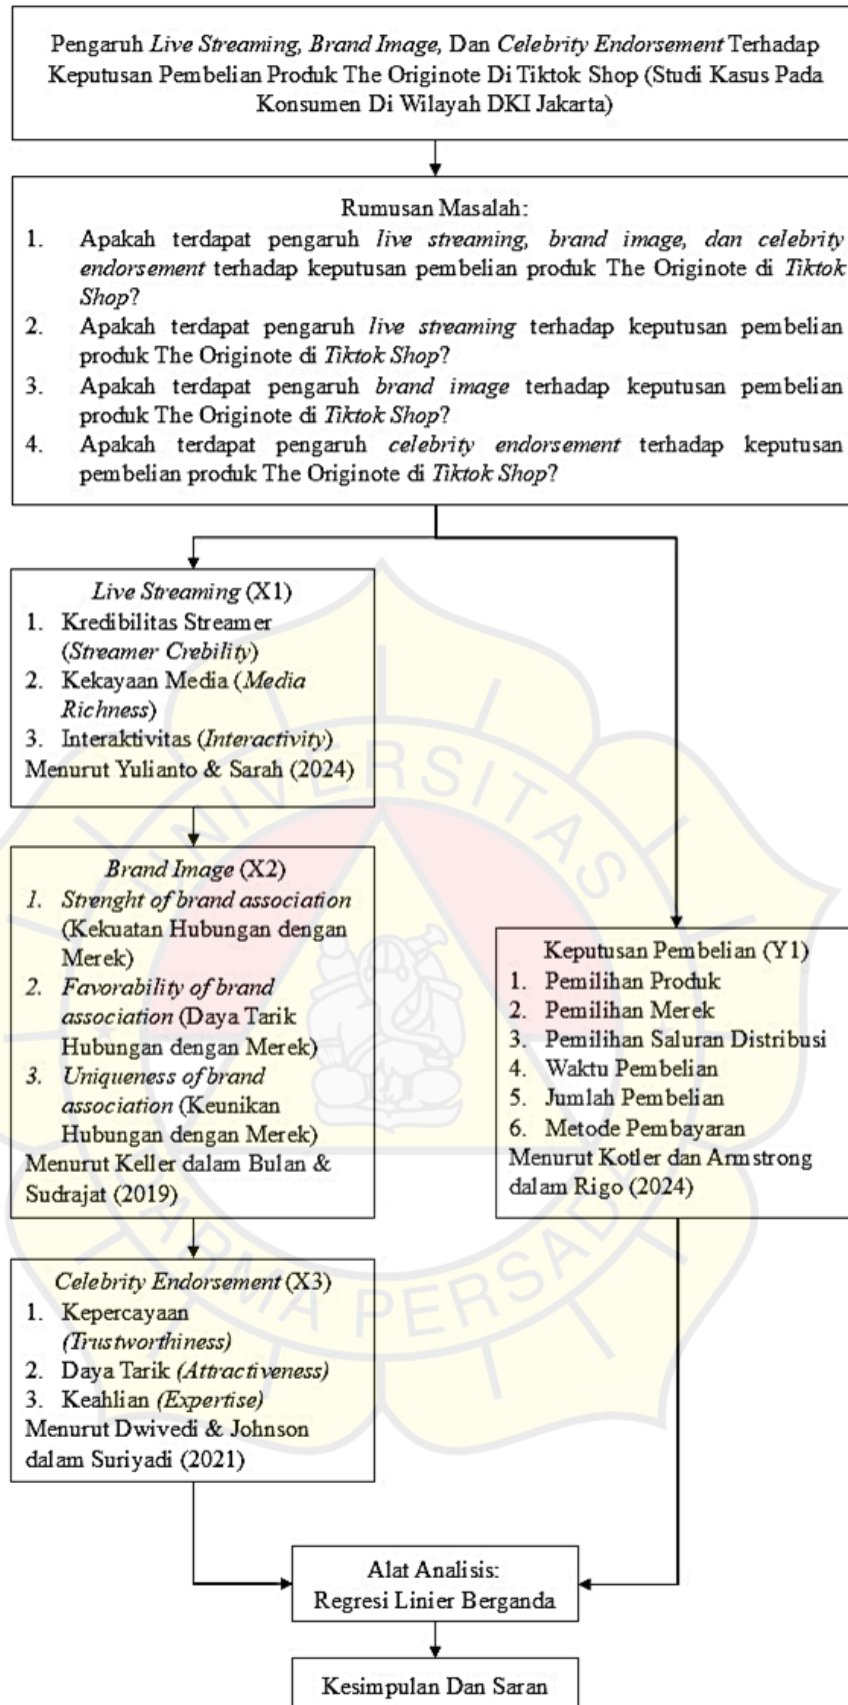 Pengaruh Live Streaming, Brand Image, Dan Celebrity Endorsement Terhadap
Keputusan Pembelian Produk The Originote Di Tiktok Shop (Studi Kasus Pada
Konsumen Di Wilayah DKI Jakarta)
Rumusan Masalah:
1. Apakah terdapat pengaruh live streaming, brand image, dan celebrity
endorsement terhadap keputusan pembelian produk The Originote di Tiktok
Shop?
2. Apakah terdapat pengaruh live streaming terhadap keputusan pembelian
produk The Originote di Tiktok Shop?
3. Apakah terdapat pengaruh brand image terhadap keputusan pembelian
produk The Originote di Tiktok Shop?
4. Apakah terdapat pengaruh celebrity endorsement terhadap keputusan
pembelian produk The Originote di Tiktok Shop?
Live Streaming (X1)
1. Kredibilitas Streamer
(Streamer Crebility)
2. Kekayaan Media (Media
Richness)
3. Interaktivitas (Interactivity)
Menurut Yulianto & Sarah (2024)
Brand Image (X2)
1. Strenght of brand association
(Kekuatan Hubungan dengan
Merek)
2. Favorability of brand
association (Daya Tarik
Hubungan dengan Merek)
3. Uniqueness of brand
association (Keunikan
Hubungan dengan Merek)
Menurut Keller dalam Bulan &
Sudrajat (2019)
Celebrity Endorsement (X3)
1. Kepercayaan
(Trustworthiness)
2. Daya Tarik (Attractiveness)
3. Keahlian (Expertise)
Menurut Dwivedi & Johnson
dalam Suriyadi (2021)
Keputusan Pembelian (Y1)
1. Pemilihan Produk
2. Pemilihan Merek
3. Pemilihan Saluran Distribusi
4. Waktu Pembelian
5. Jumlah Pembelian
6. Metode Pembayaran
Menurut Kotler dan Armstrong
dalam Rigo (2024)
Alat Analisis:
Regresi Linier Berganda
Kesimpulan Dan Saran
UNIVERSITAS
DARMA PERSADA